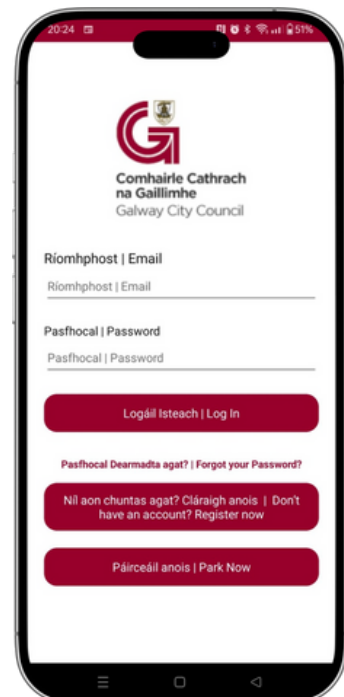 20:24 51%
Comhairle Cathrach
na Gaillimhe
Galway City Council
Ríomhphost | Email
Ríomhphost | Email
Pasfhocal | Password
Pasfhocal | Password
Logáil Isteach | Log In
Pasfhocal Dearmadta agat? | Forgot your Password?
Níl aon chuntas agat? Cláraigh anois | Don't
have an account? Register now
Páirceáil anois | Park Now